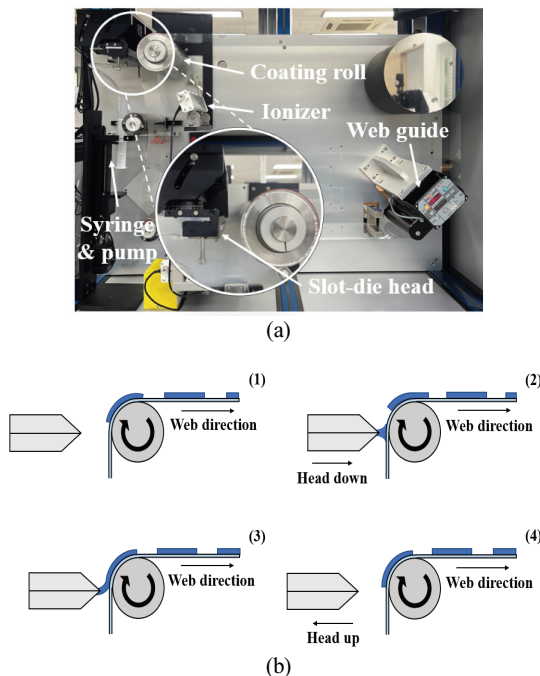 Coating roll
Ionizer
Web guide
Syringe
& pump
Slot-die head
(a)
(1)
Web direction
(2)
Web direction
Head down
(3)
Web direction
(4)
Web direction
Head up
(b)